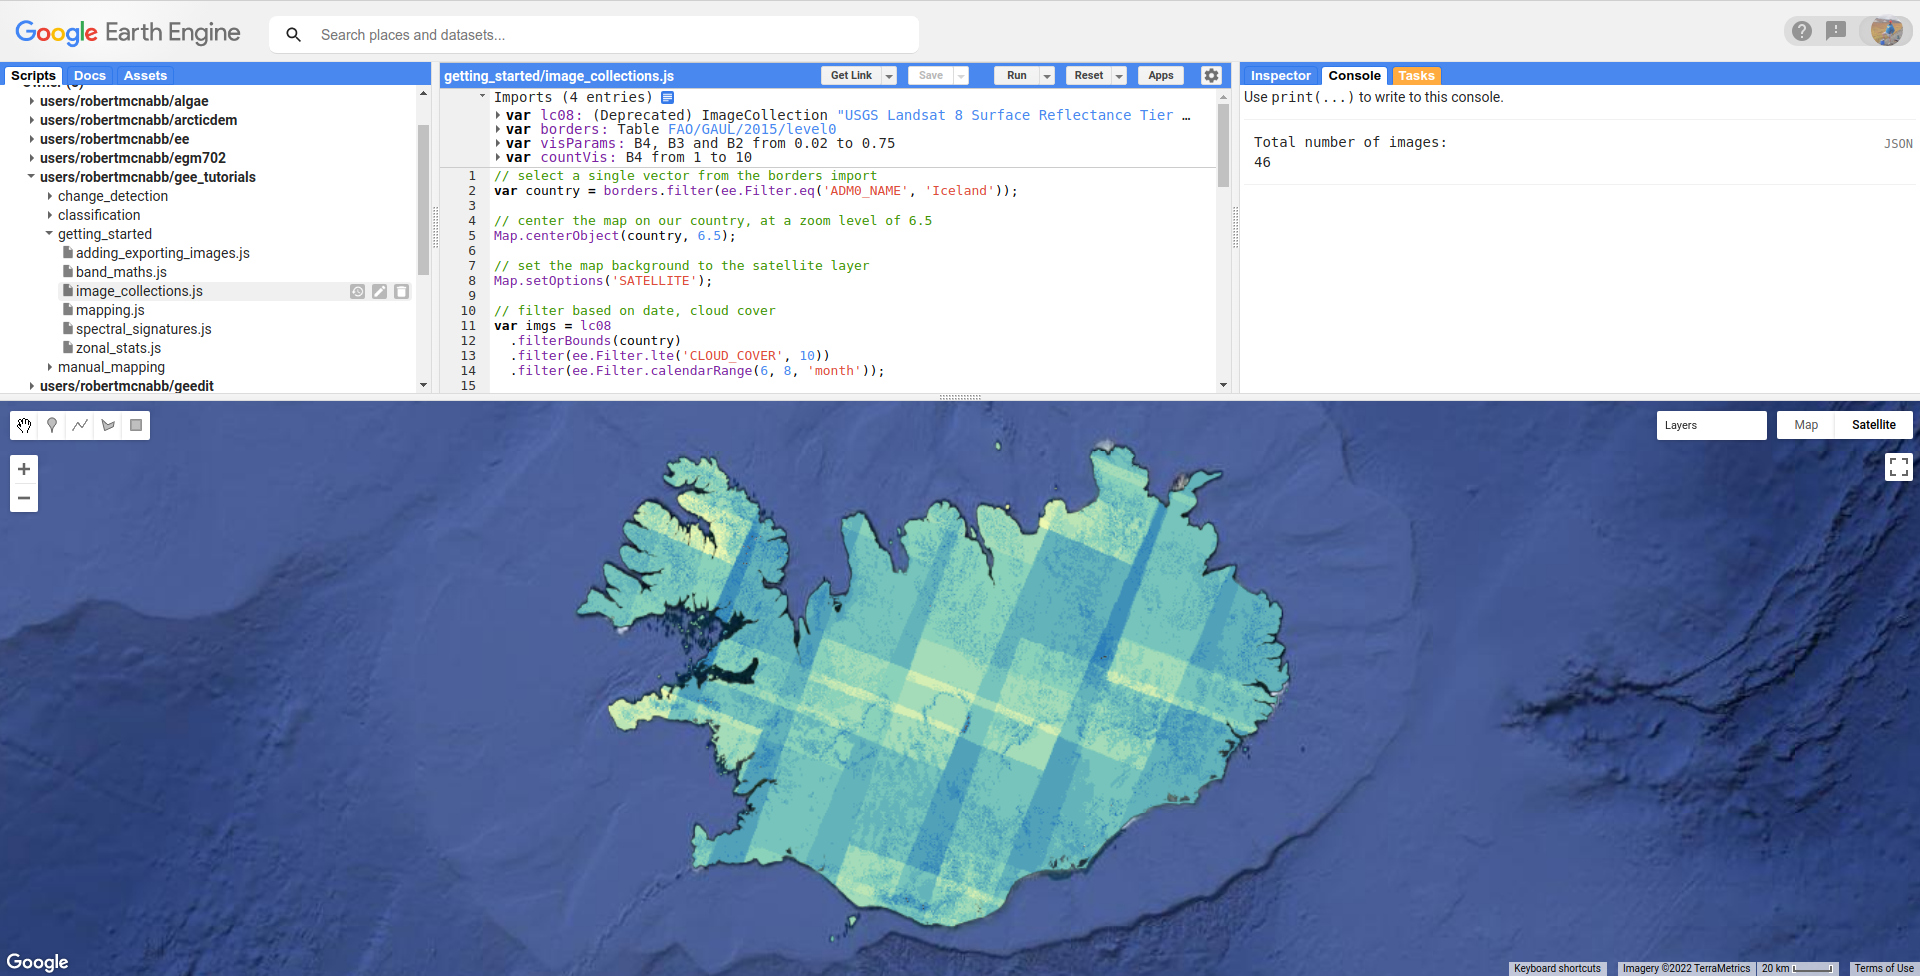 Google Earth Engine
Search places and datasets...
Scripts Docs Assets
users/robertmcnabb/algae
users/robertmcnabb/arcticdem
users/robertmcnabb/ee
users/robertmcnabb/egm702
users/robertmcnabb/gee_tutorials
change_detection
classification
getting_started
adding_exporting_images.js
band_maths.js
image_collections.js
mapping.js
spectral_signatures.js
zonal_stats.js
manual_mapping
users/robertmcnabb/geedit
getting_started/image_collections.js
Get Link Save Run Reset Apps
Imports (4 entries)
var lc08: (Deprecated) ImageCollection "USGS Landsat 8 Surface Reflectance Tier …
var borders: Table FAO/GAUL/2015/level0
var visParams: B4, B3 and B2 from 0.02 to 0.75
var countVis: B4 from 1 to 10
1 // select a single vector from the borders import
2 var country = borders.filter(ee.Filter.eq('ADM0_NAME', 'Iceland'));
3
4 // center the map on our country, at a zoom level of 6.5
5 Map.centerObject(country, 6.5);
6
7 // set the map background to the satellite layer
8 Map.setOptions('SATELLITE');
9
10 // filter based on date, cloud cover
11 var imgs = lc08
12 .filterBounds(country)
13 .filter(ee.Filter.lte('CLOUD_COVER', 10))
14 .filter(ee.Filter.calendarRange(6, 8, 'month'));
15
Inspector Console Tasks
Use print(...) to write to this console.
Total number of images:
JSON
46
Layers
Map Satellite
Google
Keyboard shortcuts
Imagery ©2022 TerraMetrics
20 km
Terms of Use